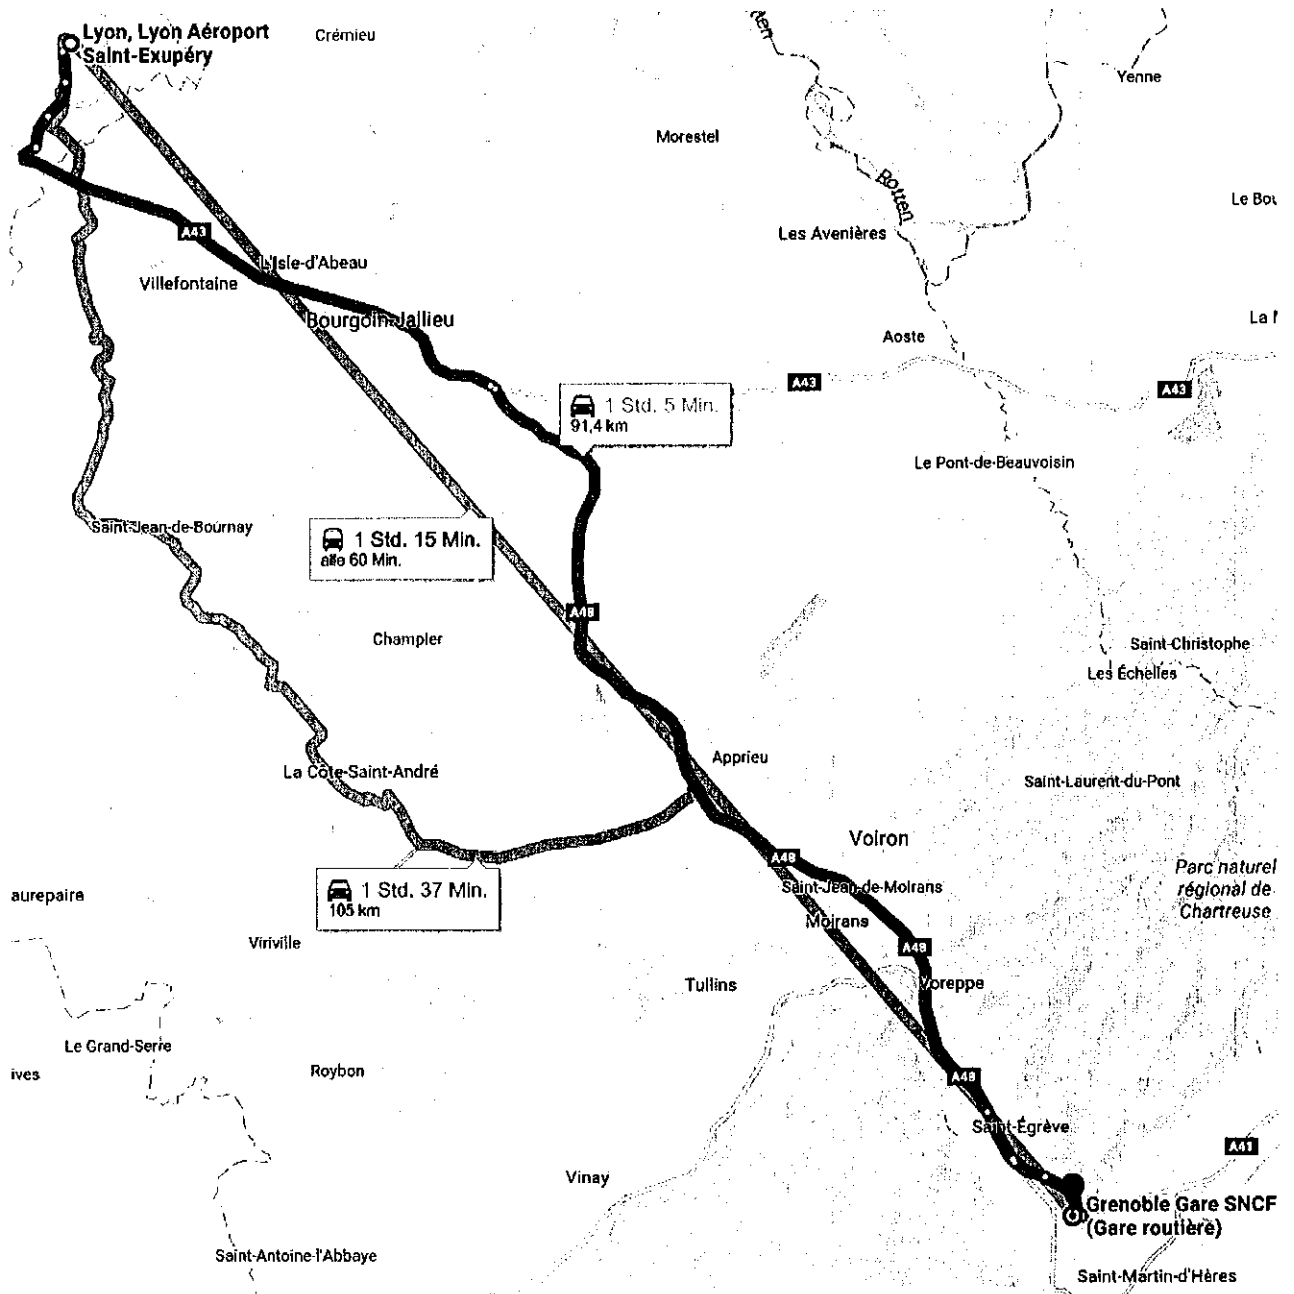 Lyon, Lyon Aéroport
Saint-Exupéry
Crémieu
Yenne
Morestel
Rotten
Le Bou
Les Avenières
A43
L'Isle-d'Abeau
Villefontaine
Bourgoin-Jallieu
La
Aoste
A43
A43
1 Std. 5 Min.
91,4 km
Le Pont-de-Beauvoisin
Saint-Jean-de-Bournay
1 Std. 15 Min.
alle 60 Min.
A48
Champier
Saint-Christophe
Les Échelles
Apprieu
La Côte-Saint-André
Saint-Laurent-du-Pont
Voiron
A48
Parc naturel
régional de
Chartreuse
1 Std. 37 Min.
105 km
Saint-Jean-de-Moirans
aurepaire
Moirans
Viriville
A48
Tullins
Voreppe
Le Grand-Serre
ives
Roybon
A48
Saint-Égrève
A41
Vinay
Grenoble Gare SNCF
(Gare routière)
Saint-Antoine-l'Abbaye
Saint-Martin-d'Hères